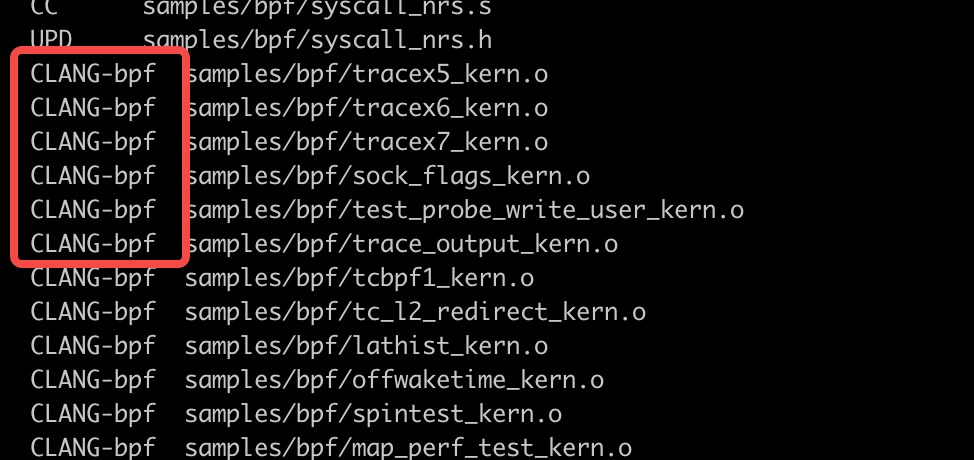 CC samples/bpf/syscall_nrs.s
UPD samples/bpf/syscall_nrs.h
CLANG-bpf samples/bpf/tracex5_kern.o
CLANG-bpf samples/bpf/tracex6_kern.o
CLANG-bpf samples/bpf/tracex7_kern.o
CLANG-bpf samples/bpf/sock_flags_kern.o
CLANG-bpf samples/bpf/test_probe_write_user_kern.o
CLANG-bpf samples/bpf/trace_output_kern.o
CLANG-bpf samples/bpf/tcbpf1_kern.o
CLANG-bpf samples/bpf/tc_l2_redirect_kern.o
CLANG-bpf samples/bpf/lathist_kern.o
CLANG-bpf samples/bpf/offwaketime_kern.o
CLANG-bpf samples/bpf/spintest_kern.o
CLANG-bpf samples/bpf/map_perf_test_kern.o